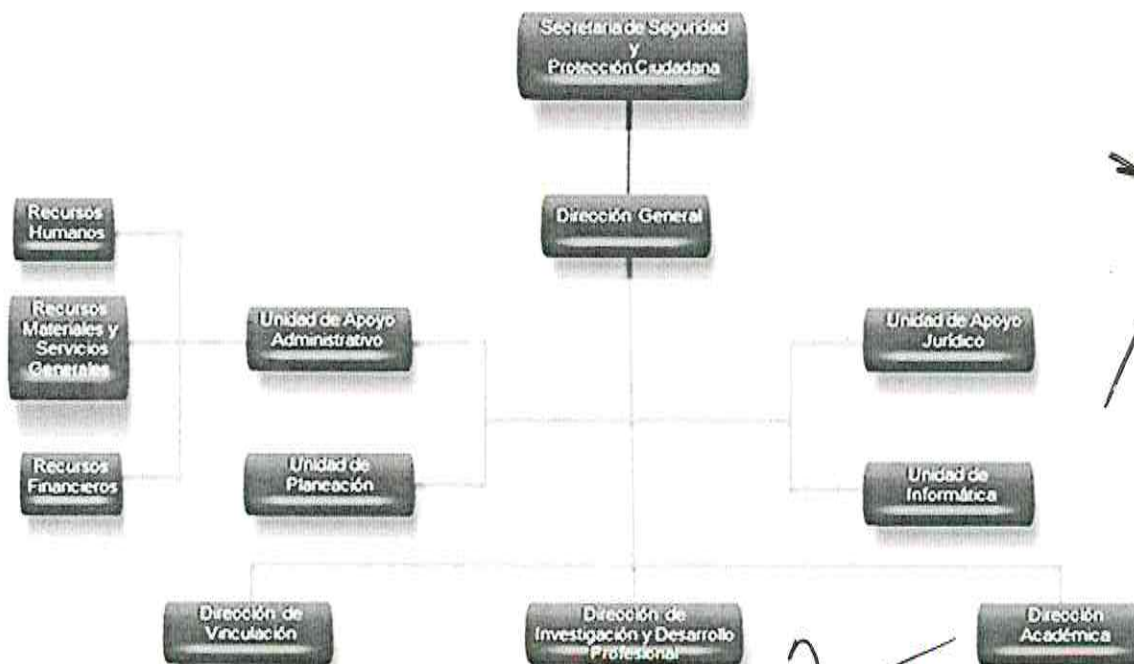 Secretaria de Seguridad
y
Protección Ciudadana
Dirección General
Recursos
Humanos
Recursos
Materiales y
Servicios
Generales
Recursos
Financieros
Unidad de Apoyo
Administrativo
Unidad de
Planeación
Unidad de Apoyo
Jurídico
Unidad de
Informática
Dirección de
Vinculación
Dirección de
Investigación y Desarrollo
Profesional
Dirección
Académica